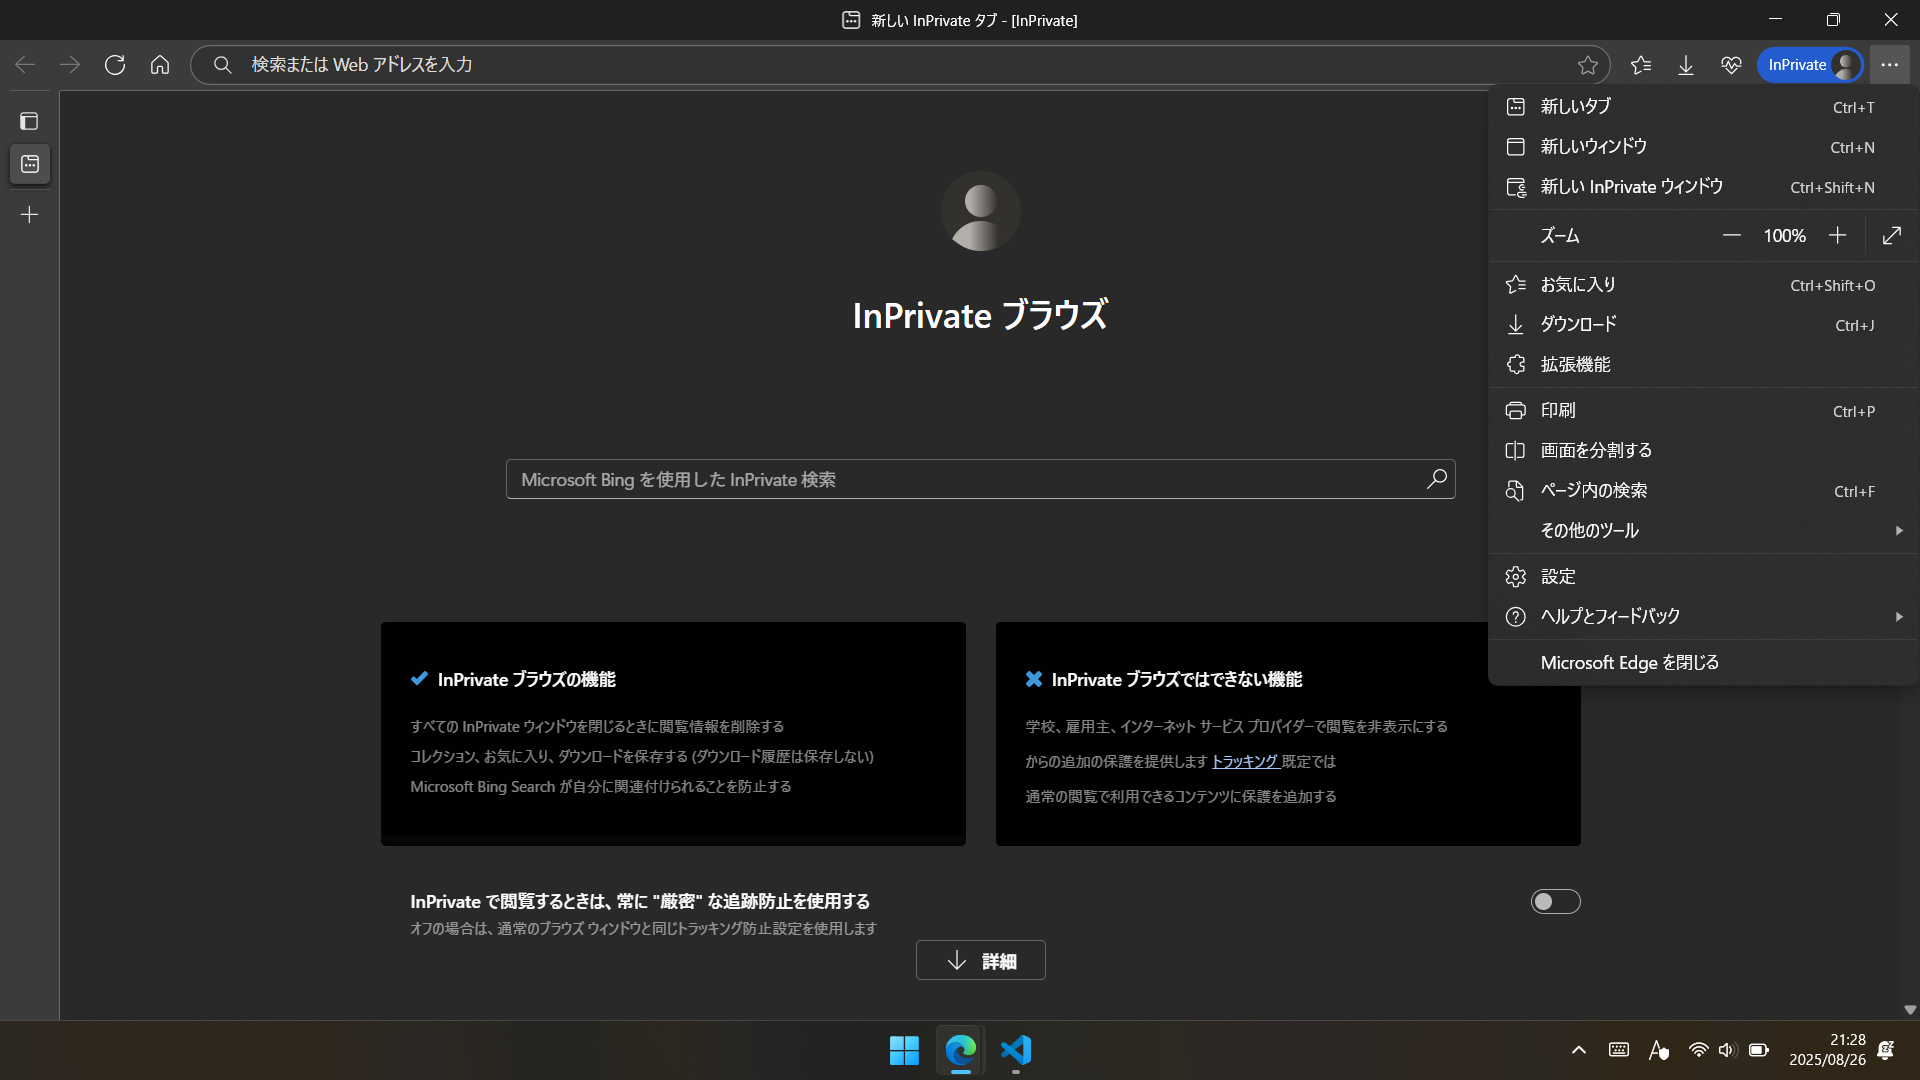 新しい InPrivate タブ - [InPrivate]
検索または Web アドレスを入力
InPrivate
新しいタブ Ctrl+T
新しいウィンドウ Ctrl+N
新しい InPrivate ウィンドウ Ctrl+Shift+N
ズーム 100%
お気に入り Ctrl+Shift+O
ダウンロード Ctrl+J
拡張機能
印刷 Ctrl+P
画面を分割する
ページ内の検索 Ctrl+F
その他のツール
設定
ヘルプとフィードバック
Microsoft Edge を閉じる
InPrivate ブラウズ
Microsoft Bing を使用した InPrivate 検索
InPrivate ブラウズの機能
すべての InPrivate ウィンドウを閉じるときに閲覧情報を削除する
コレクション、お気に入り、ダウンロードを保存する (ダウンロード履歴は保存しない)
Microsoft Bing Search が自分に関連付けられることを防止する
InPrivate ブラウズではできない機能
学校、雇用主、インターネット サービス プロバイダーで閲覧を非表示にする
からの追加の保護を提供します トラッキング 既定では
通常の閲覧で利用できるコンテンツに保護を追加する
InPrivate で閲覧するときは、常に "厳密" な追跡防止を使用する
オフの場合は、通常のブラウズ ウィンドウと同じトラッキング防止設定を使用します
詳細
21:28
2025/08/26